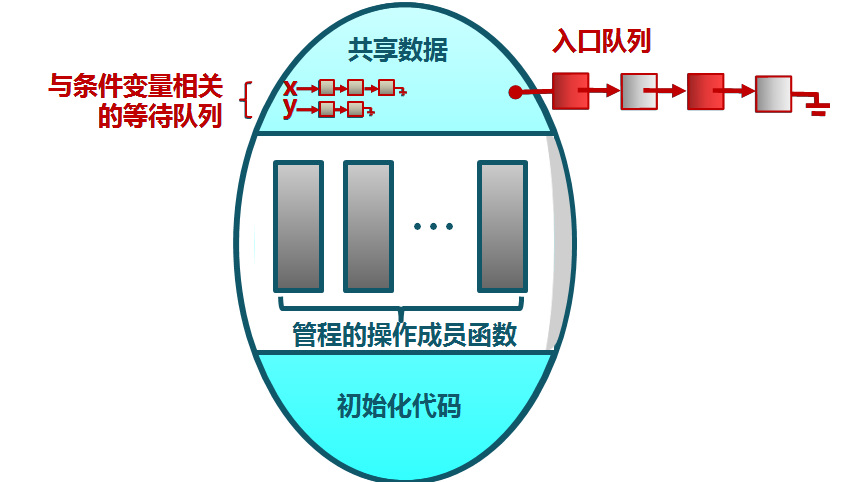 共享数据
入口队列
与条件变量相关
的等待队列
x
y
管程的操作成员函数
初始化代码